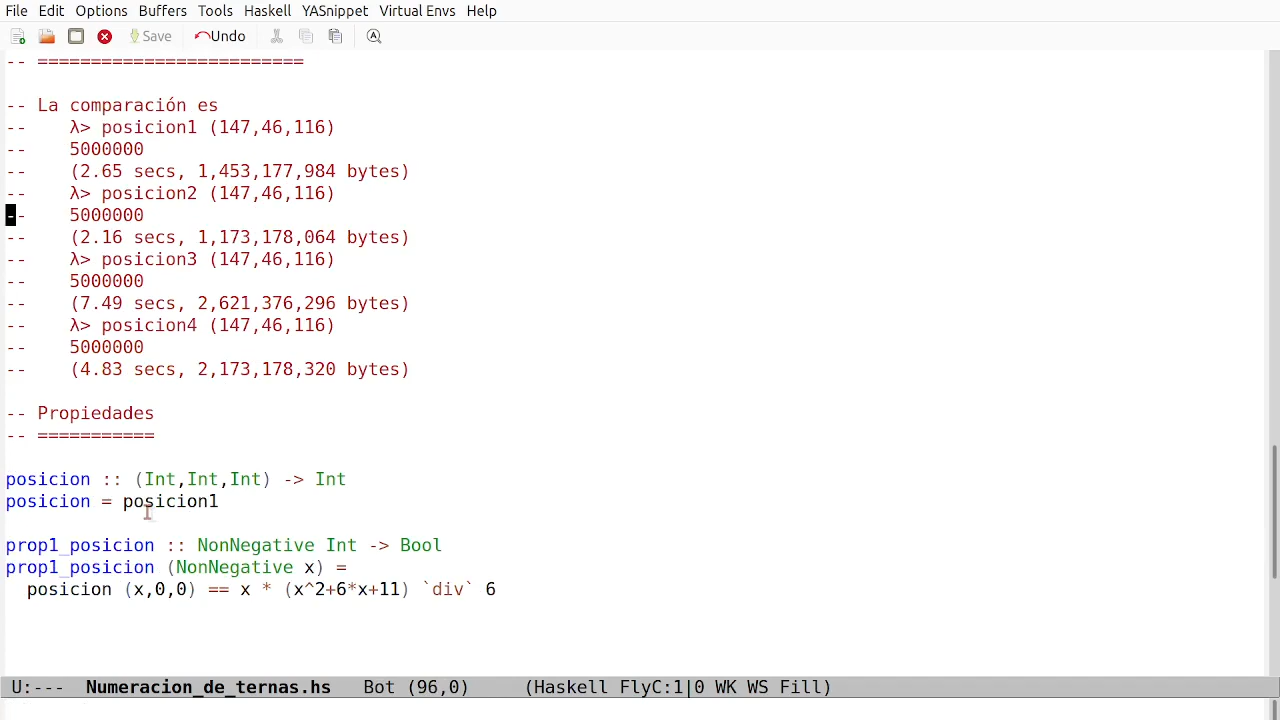 File Edit Options Buffers Tools Haskell YASnippet Virtual Envs Help
Save Undo
-- =========================
-- La comparación es
--    λ> posicion1 (147,46,116)
--    5000000
--    (2.65 secs, 1,453,177,984 bytes)
--    λ> posicion2 (147,46,116)
--    5000000
--    (2.16 secs, 1,173,178,064 bytes)
--    λ> posicion3 (147,46,116)
--    5000000
--    (7.49 secs, 2,621,376,296 bytes)
--    λ> posicion4 (147,46,116)
--    5000000
--    (4.83 secs, 2,173,178,320 bytes)
-- Propiedades
-- ===========
posicion :: (Int,Int,Int) -> Int
posicion = posicion1
prop1_posicion :: NonNegative Int -> Bool
prop1_posicion (NonNegative x) =
  posicion (x,0,0) == x * (x^2+6*x+11) `div` 6
U:--- Numeracion_de_ternas.hs Bot (96,0) (Haskell FlyC:1|0 WK WS Fill)